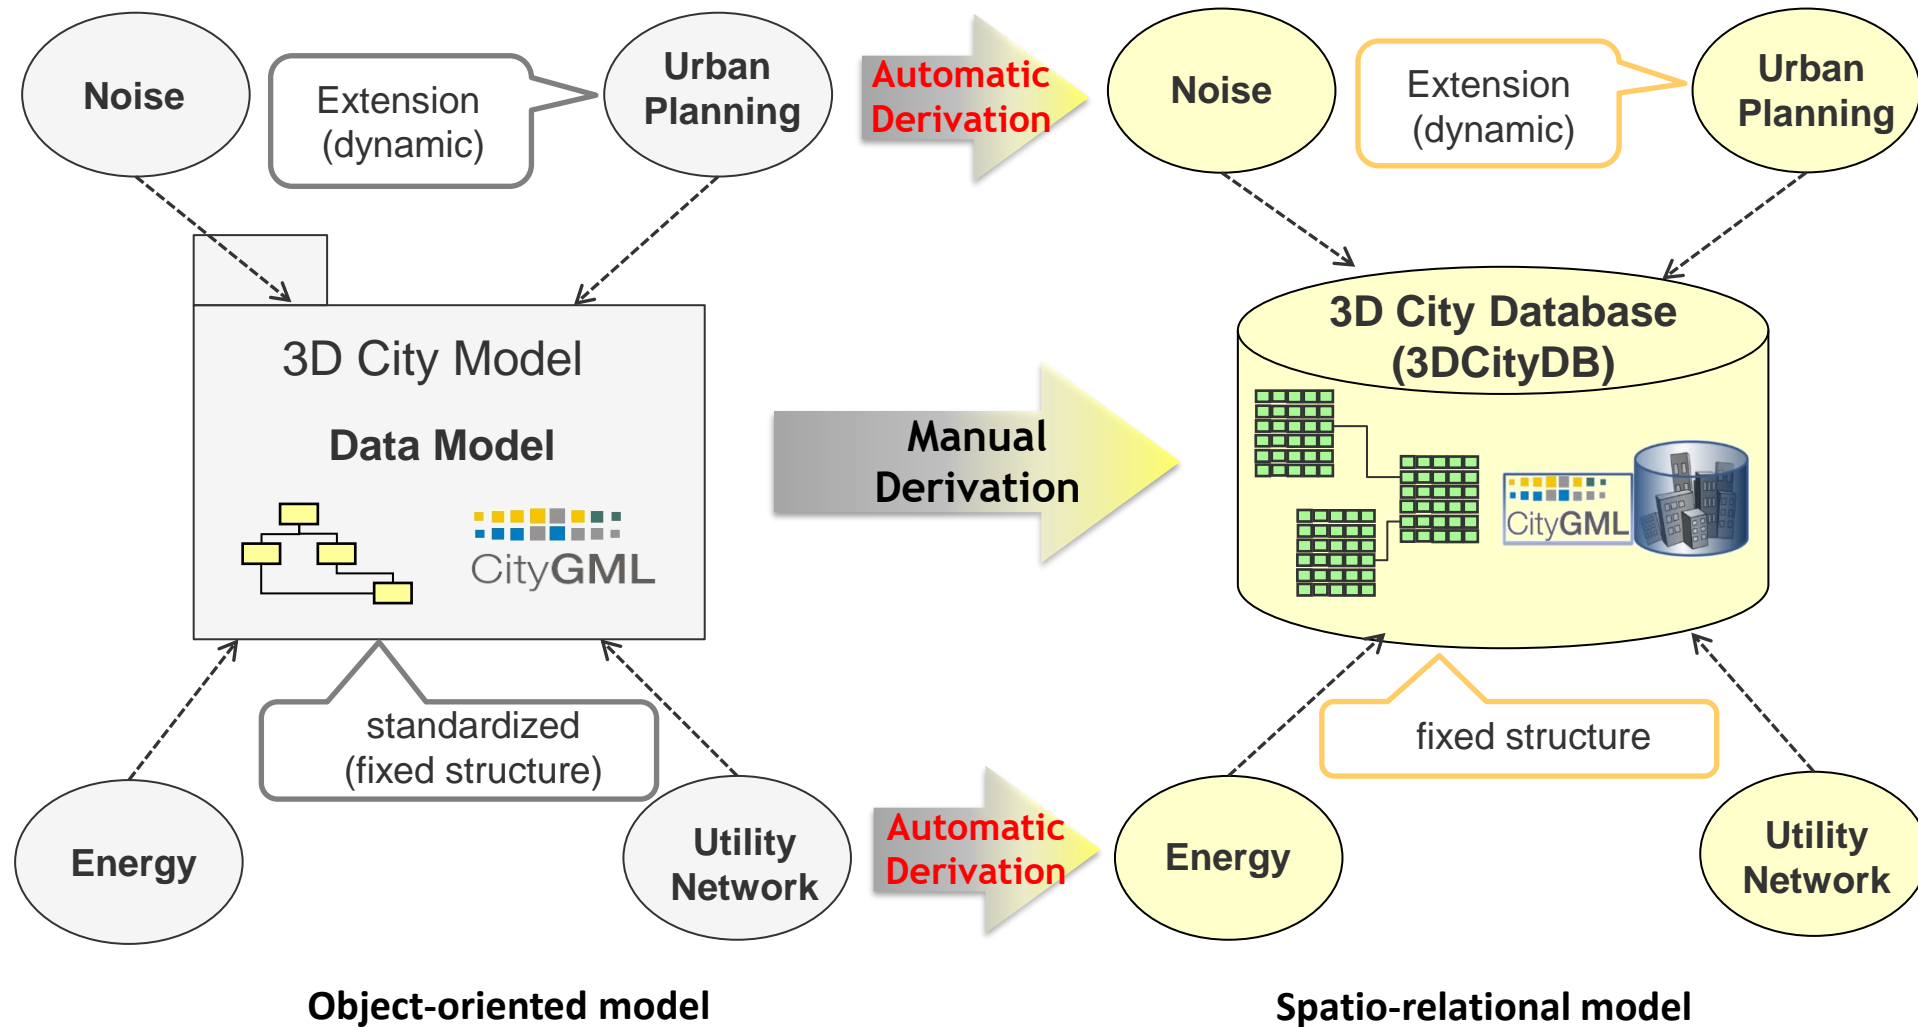 Noise
Extension
(dynamic)
Urban
Planning
Automatic
Derivation
Noise
Extension
(dynamic)
Urban
Planning
3D City Model
Data Model
CityGML
Manual
Derivation
3D City Database
(3DCityDB)
CityGML
standardized
(fixed structure)
fixed structure
Energy
Utility
Network
Automatic
Derivation
Energy
Utility
Network
Object-oriented model
Spatio-relational model